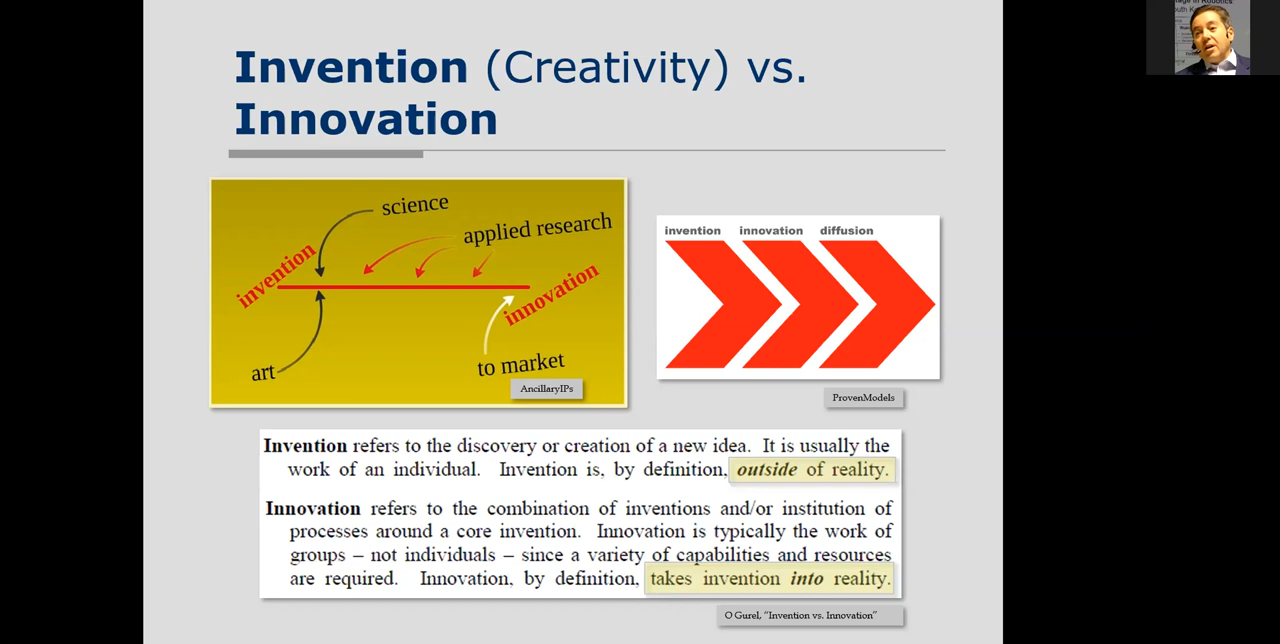 Invention (Creativity) vs.
Innovation
science
applied research
invention
innovation
art
to market
AncillaryIPs
invention innovation diffusion
ProvenModels
Invention refers to the discovery or creation of a new idea. It is usually the
work of an individual. Invention is, by definition, outside of reality.
Innovation refers to the combination of inventions and/or institution of
processes around a core invention. Innovation is typically the work of
groups – not individuals – since a variety of capabilities and resources
are required. Innovation, by definition, takes invention into reality.
O Gurel, "Invention vs. Innovation"